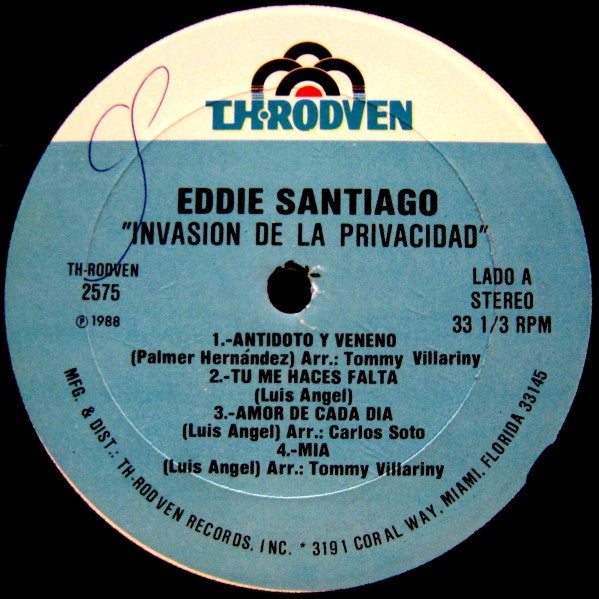 TH·RODVEN
EDDIE SANTIAGO
"INVASION DE LA PRIVACIDAD"
TH-RODVEN
2575
℗ 1988
LADO A
STEREO
33 1/3 RPM
1.-ANTIDOTO Y VENENO
(Palmer Hernández) Arr.: Tommy Villariny
2.-TU ME HACES FALTA
(Luis Angel)
3.-AMOR DE CADA DIA
(Luis Angel) Arr.: Carlos Soto
4.-MIA
(Luis Angel) Arr.: Tommy Villariny
MFG. & DIST.: TH-RODVEN RECORDS, INC. * 3191 CORAL WAY, MIAMI, FLORIDA 33145